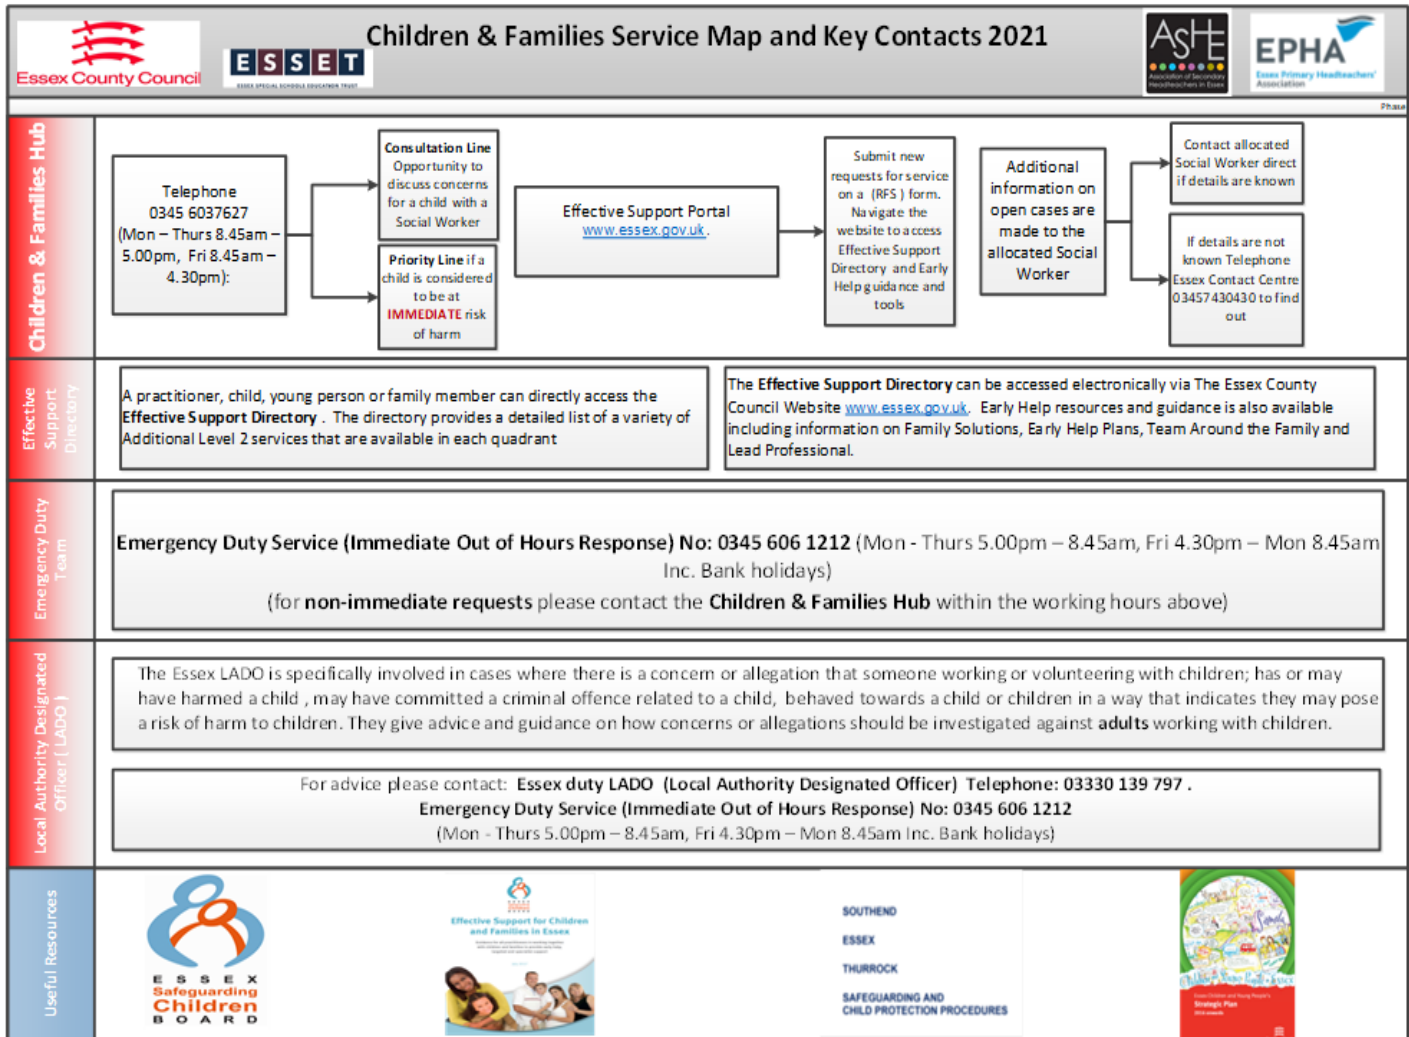 Children & Families Service Map and Key Contacts 2021
Essex County Council
ESSET
ESSEX SPECIAL SCHOOLS EDUCATION TRUST
ASHE
Association of Secondary
Headteachers in Essex
EPHA
Essex Primary Headteachers'
Association
Phase
Children & Families Hub
Telephone
0345 6037627
(Mon – Thurs 8.45am –
5.00pm, Fri 8.45am –
4.30pm):
Consultation Line
Opportunity to
discuss concerns
for a child with a
Social Worker
Priority Line if a
child is considered
to be at
IMMEDIATE risk
of harm
Effective Support Portal
www.essex.gov.uk.
Submit new
requests for service
on a (RFS ) form.
Navigate the
website to access
Effective Support
Directory and Early
Help guidance and
tools
Additional
information on
open cases are
made to the
allocated Social
Worker
Contact allocated
Social Worker direct
if details are known
If details are not
known Telephone
Essex Contact Centre
03457430430 to find
out
Effective
Support
Directory
A practitioner, child, young person or family member can directly access the
Effective Support Directory . The directory provides a detailed list of a variety of
Additional Level 2 services that are available in each quadrant
The Effective Support Directory can be accessed electronically via The Essex County
Council Website www.essex.gov.uk. Early Help resources and guidance is also available
including information on Family Solutions, Early Help Plans, Team Around the Family and
Lead Professional.
Emergency Duty
Team
Emergency Duty Service (Immediate Out of Hours Response) No: 0345 606 1212 (Mon - Thurs 5.00pm – 8.45am, Fri 4.30pm – Mon 8.45am
Inc. Bank holidays)
(for non-immediate requests please contact the Children & Families Hub within the working hours above)
Local Authority Designated
Officer ( LADO )
The Essex LADO is specifically involved in cases where there is a concern or allegation that someone working or volunteering with children; has or may
have harmed a child , may have committed a criminal offence related to a child, behaved towards a child or children in a way that indicates they may pose
a risk of harm to children. They give advice and guidance on how concerns or allegations should be investigated against adults working with children.
For advice please contact: Essex duty LADO (Local Authority Designated Officer) Telephone: 03330 139 797 .
Emergency Duty Service (Immediate Out of Hours Response) No: 0345 606 1212
(Mon - Thurs 5.00pm – 8.45am, Fri 4.30pm – Mon 8.45am Inc. Bank holidays)
Useful Resources
ESSEX
Safeguarding
Children
BOARD
Effective Support for Children
and Families in Essex
SOUTHEND
ESSEX
THURROCK
SAFEGUARDING AND
CHILD PROTECTION PROCEDURES
Essex Children and Young People's
Strategic Plan
2016 onwards